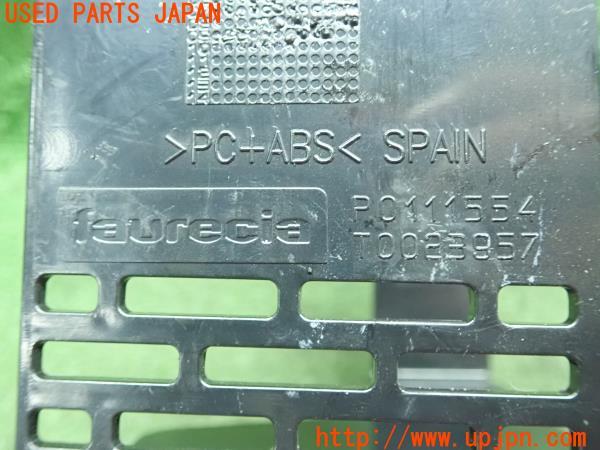 USED PARTS JAPAN
>PC+ABS< SPAIN
faurecia
P0111554
T0023957
http://www.upjpn.com